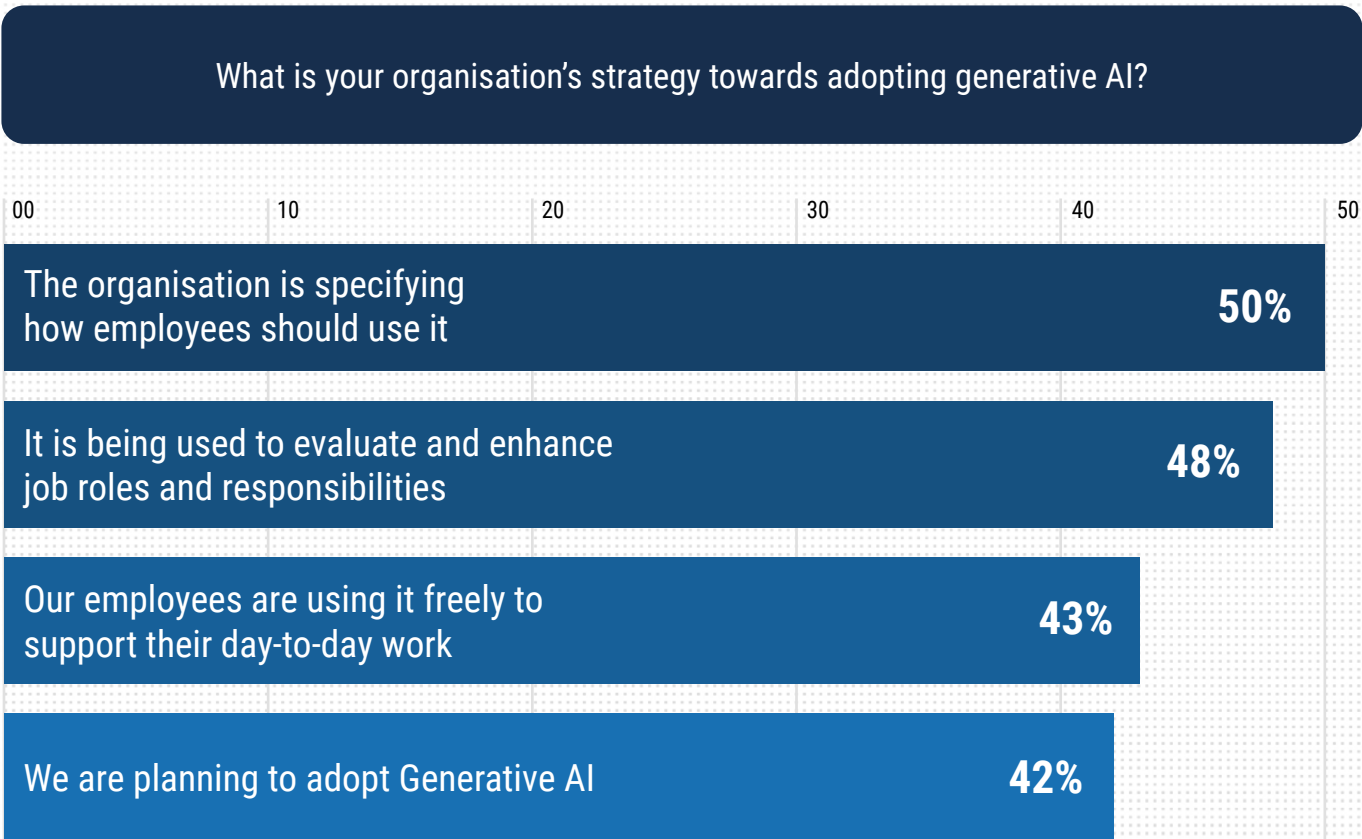 What is your organisation’s strategy towards adopting generative AI?
00 10 20 30 40 50
The organisation is specifying
how employees should use it
50%
It is being used to evaluate and enhance
job roles and responsibilities
48%
Our employees are using it freely to
support their day-to-day work
43%
We are planning to adopt Generative AI
42%